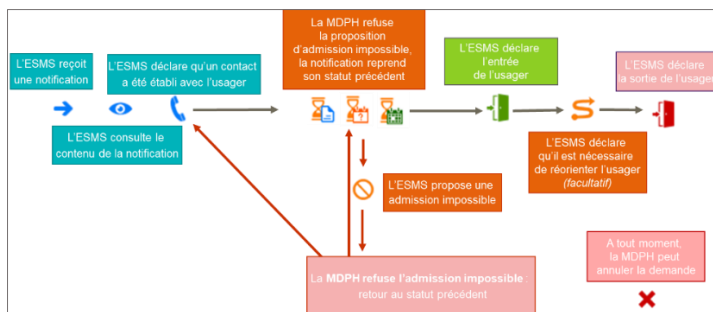 L'ESMS reçoit
une notification
L'ESMS déclare qu'un contact
a été établi avec l'usager
La MDPH refuse
la proposition
d'admission impossible,
la notification reprend
son statut précédent
L'ESMS déclare
l'entrée
de l'usager
L'ESMS déclare
la sortie de l'usager
L'ESMS consulte le
contenu de la notification
L'ESMS déclare
qu'il est nécessaire
de réorienter l'usager
(facultatif)
L'ESMS propose une
admission impossible
La MDPH refuse l'admission impossible :
retour au statut précédent
A tout moment,
la MDPH peut
annuler la demande